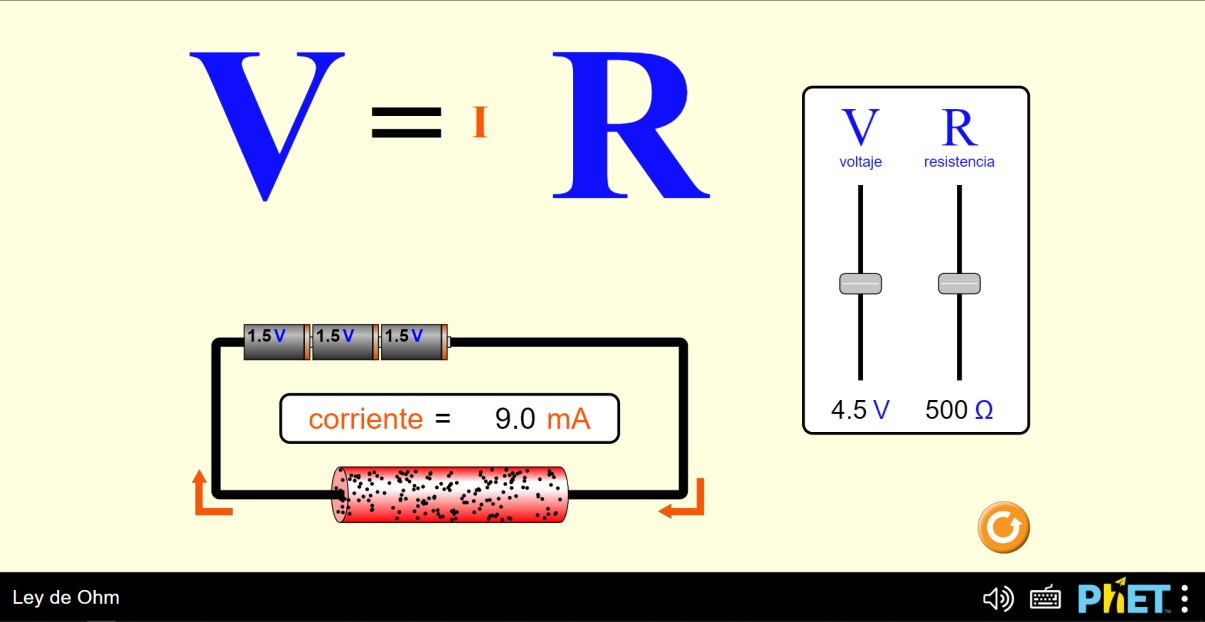 V = I R
V R
voltaje resistencia
1.5 V 1.5 V 1.5 V
corriente = 9.0 mA
4.5 V 500 Ω
Ley de Ohm
PhET